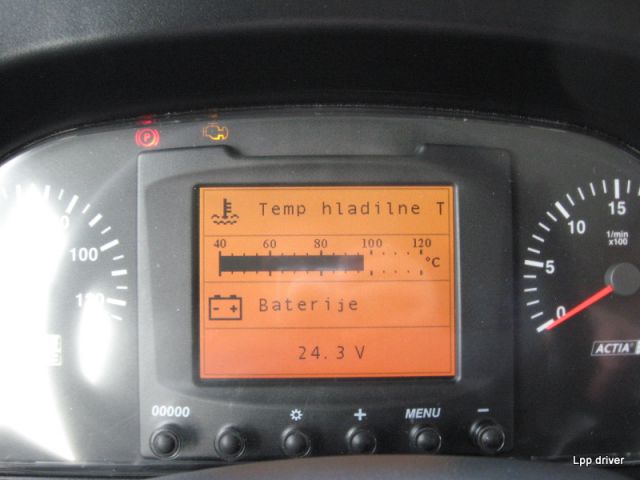 P
Temp hladilne T
40 60 80 100 120
°C
Baterije
24.3 V
100
0 5 10 15
1/min
x100
ACTIA
00000
+ MENU −
Lpp driver